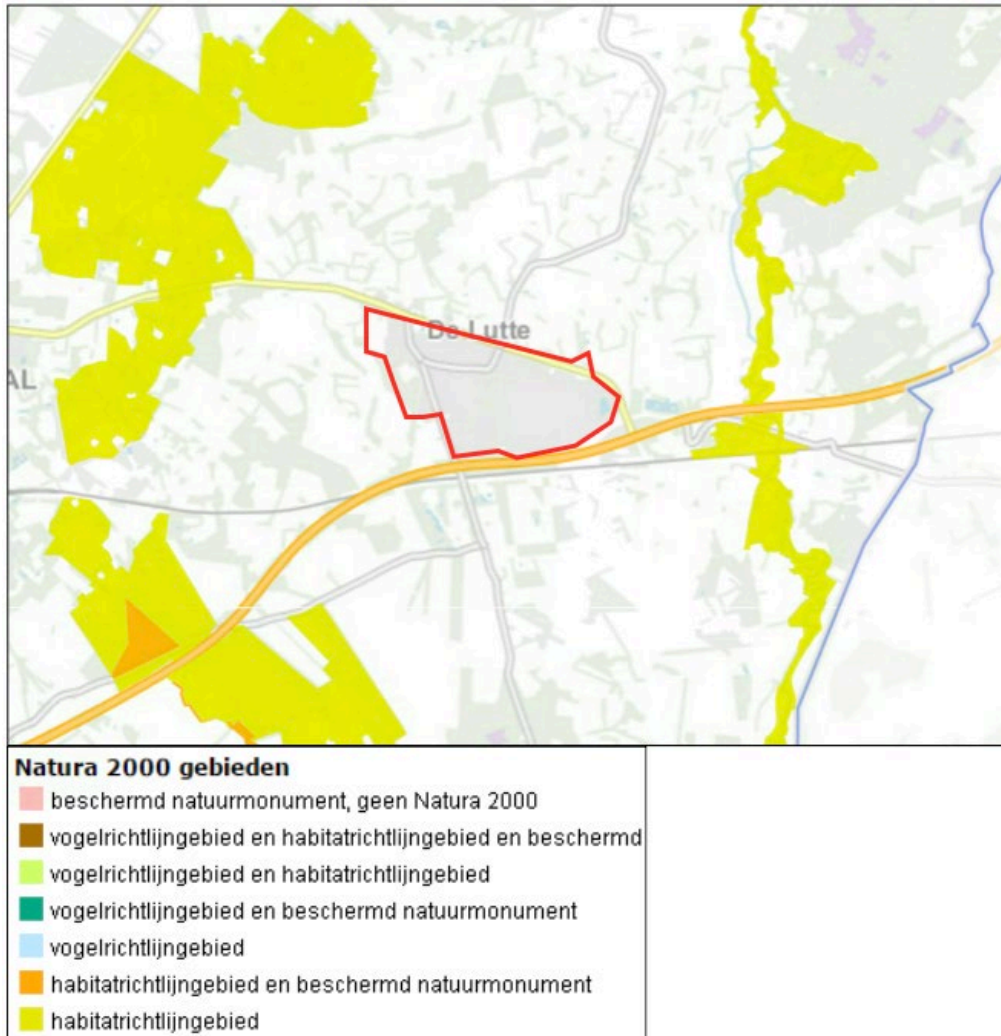 De Lutte
AL
Natura 2000 gebieden
beschermd natuurmonument, geen Natura 2000
vogelrichtlijngebied en habitatrichtlijngebied en beschermd
vogelrichtlijngebied en habitatrichtlijngebied
vogelrichtlijngebied en beschermd natuurmonument
vogelrichtlijngebied
habitatrichtlijngebied en beschermd natuurmonument
habitatrichtlijngebied